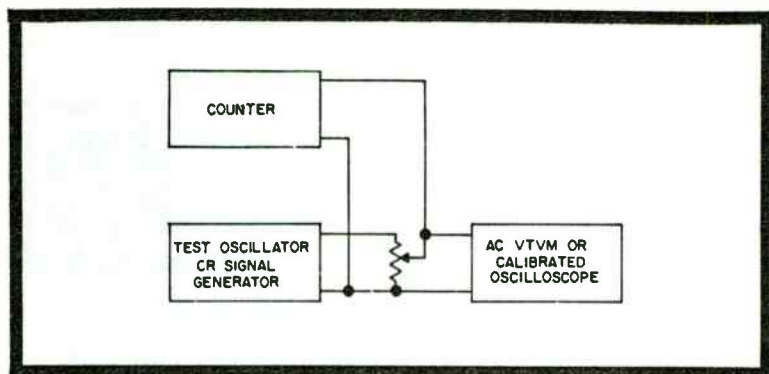 COUNTER
TEST OSCILLATOR
CR SIGNAL
GENERATOR
AC VTVM OR
CALIBRATED
OSCILLOSCOPE